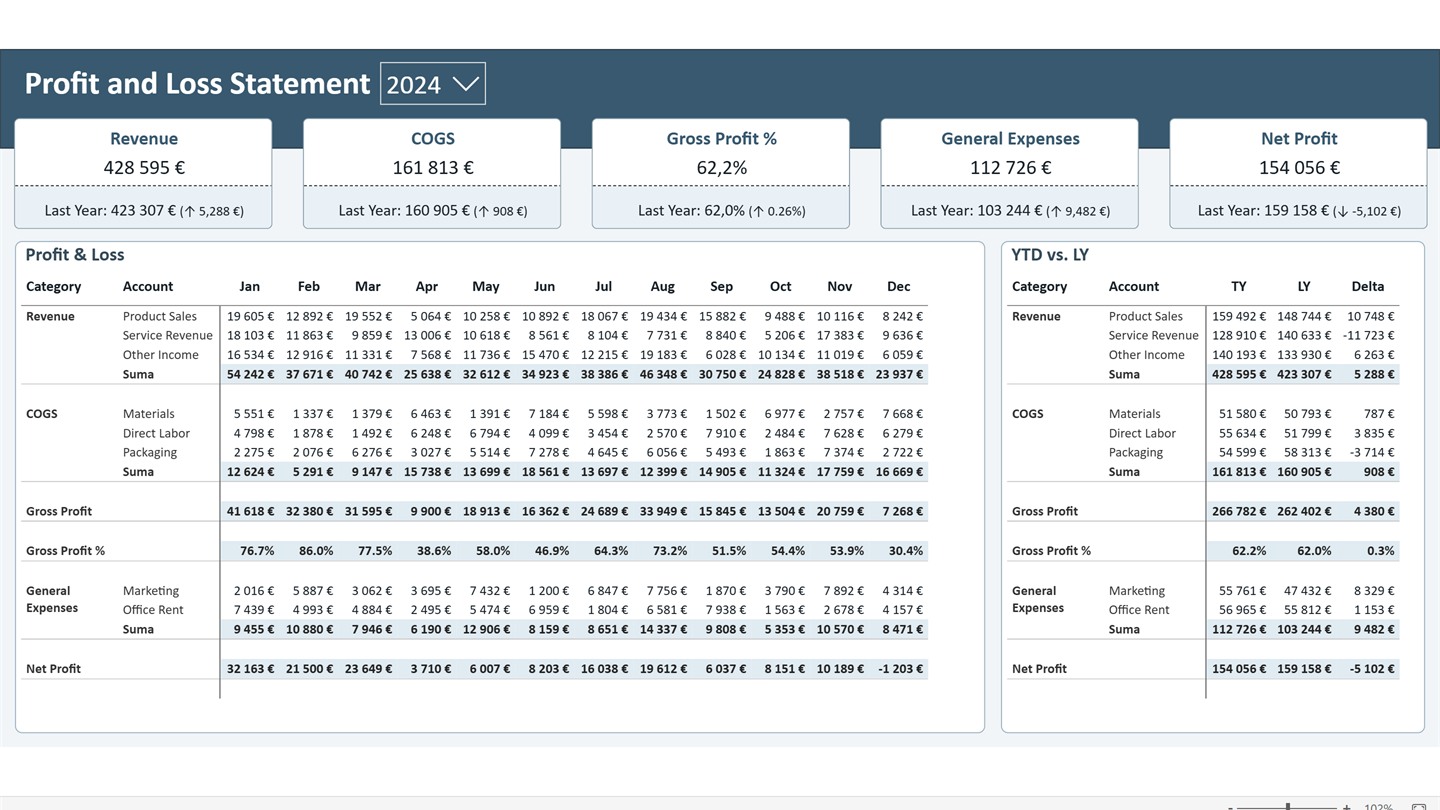 Profit and Loss Statement 2024
Revenue COGS Gross Profit % General Expenses Net Profit
428 595 € 161 813 € 62,2% 112 726 € 154 056 €
Last Year: 423 307 € (↑ 5,288 €) Last Year: 160 905 € (↑ 908 €) Last Year: 62,0% (↑ 0.26%) Last Year: 103 244 € (↑ 9,482 €) Last Year: 159 158 € (↓ -5,102 €)
Profit & Loss
Category Account Jan Feb Mar Apr May Jun Jul Aug Sep Oct Nov Dec
Revenue Product Sales 19 605 € 12 892 € 19 552 € 5 064 € 10 258 € 10 892 € 18 067 € 19 434 € 15 882 € 9 488 € 10 116 € 8 242 €
Service Revenue 18 103 € 11 863 € 9 859 € 13 006 € 10 618 € 8 561 € 8 104 € 7 731 € 8 840 € 5 206 € 17 383 € 9 636 €
Other Income 16 534 € 12 916 € 11 331 € 7 568 € 11 736 € 15 470 € 12 215 € 19 183 € 6 028 € 10 134 € 11 019 € 6 059 €
Suma 54 242 € 37 671 € 40 742 € 25 638 € 32 612 € 34 923 € 38 386 € 46 348 € 30 750 € 24 828 € 38 518 € 23 937 €
COGS Materials 5 551 € 1 337 € 1 379 € 6 463 € 1 391 € 7 184 € 5 598 € 3 773 € 1 502 € 6 977 € 2 757 € 7 668 €
Direct Labor 4 798 € 1 878 € 1 492 € 6 248 € 6 794 € 4 099 € 3 454 € 2 570 € 7 910 € 2 484 € 7 628 € 6 279 €
Packaging 2 275 € 2 076 € 6 276 € 3 027 € 5 514 € 7 278 € 4 645 € 6 056 € 5 493 € 1 863 € 7 374 € 2 722 €
Suma 12 624 € 5 291 € 9 147 € 15 738 € 13 699 € 18 561 € 13 697 € 12 399 € 14 905 € 11 324 € 17 759 € 16 669 €
Gross Profit 41 618 € 32 380 € 31 595 € 9 900 € 18 913 € 16 362 € 24 689 € 33 949 € 15 845 € 13 504 € 20 759 € 7 268 €
Gross Profit % 76.7% 86.0% 77.5% 38.6% 58.0% 46.9% 64.3% 73.2% 51.5% 54.4% 53.9% 30.4%
General Expenses Marketing 2 016 € 5 887 € 3 062 € 3 695 € 7 432 € 1 200 € 6 847 € 7 756 € 1 870 € 3 790 € 7 892 € 4 314 €
Office Rent 7 439 € 4 993 € 4 884 € 2 495 € 5 474 € 6 959 € 1 804 € 6 581 € 7 938 € 1 563 € 2 678 € 4 157 €
Suma 9 455 € 10 880 € 7 946 € 6 190 € 12 906 € 8 159 € 8 651 € 14 337 € 9 808 € 5 353 € 10 570 € 8 471 €
Net Profit 32 163 € 21 500 € 23 649 € 3 710 € 6 007 € 8 203 € 16 038 € 19 612 € 6 037 € 8 151 € 10 189 € -1 203 €
YTD vs. LY
Category Account TY LY Delta
Revenue Product Sales 159 492 € 148 744 € 10 748 €
Service Revenue 128 910 € 140 633 € -11 723 €
Other Income 140 193 € 133 930 € 6 263 €
Suma 428 595 € 423 307 € 5 288 €
COGS Materials 51 580 € 50 793 € 787 €
Direct Labor 55 634 € 51 799 € 3 835 €
Packaging 54 599 € 58 313 € -3 714 €
Suma 161 813 € 160 905 € 908 €
Gross Profit 266 782 € 262 402 € 4 380 €
Gross Profit % 62.2% 62.0% 0.3%
General Expenses Marketing 55 761 € 47 432 € 8 329 €
Office Rent 56 965 € 55 812 € 1 153 €
Suma 112 726 € 103 244 € 9 482 €
Net Profit 154 056 € 159 158 € -5 102 €
- + 102%